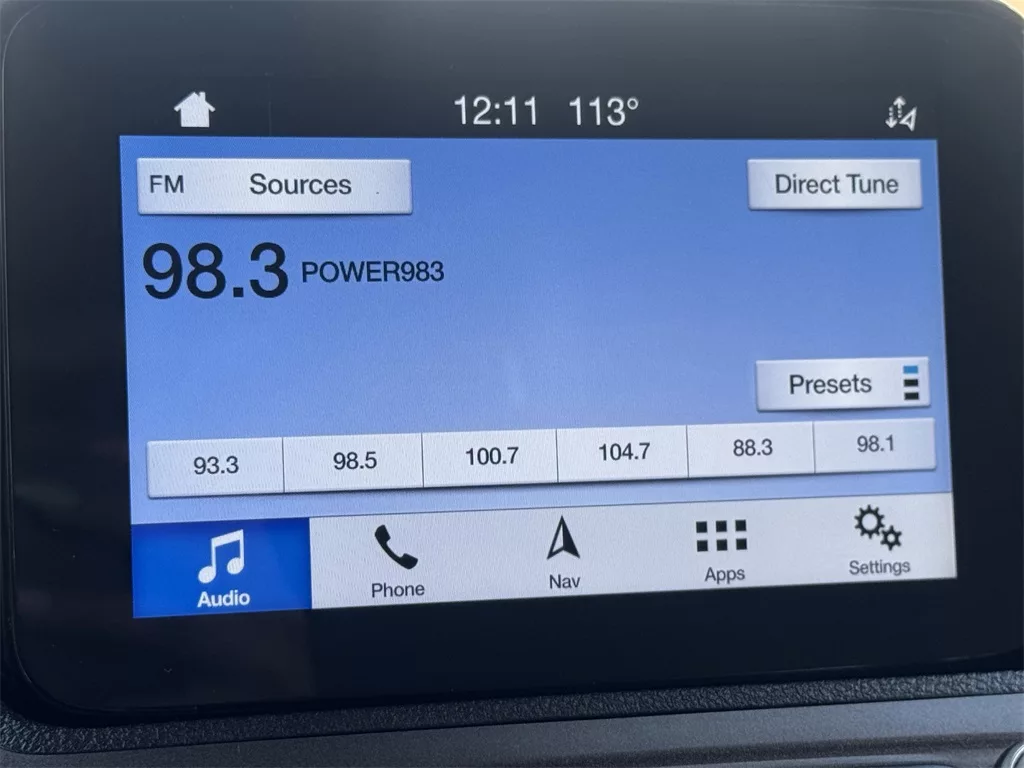 12:11 113°
FM Sources Direct Tune
98.3 POWER983
Presets
93.3 98.5 100.7 104.7 88.3 98.1
Audio Phone Nav Apps Settings